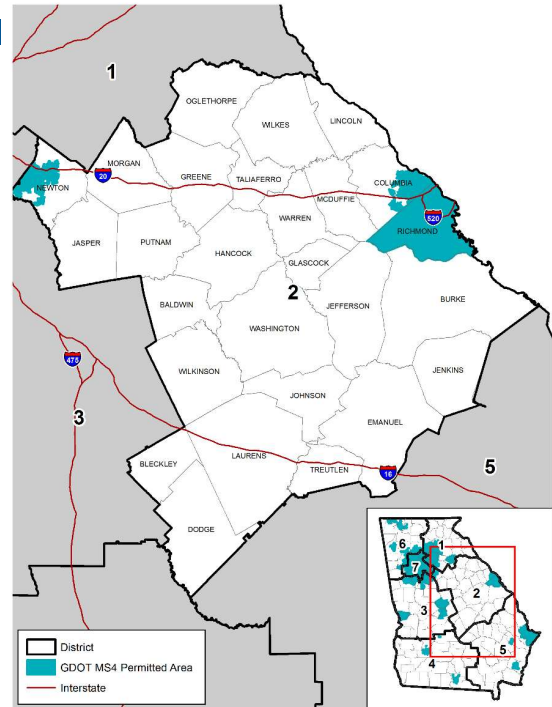 1
OGLETHORPE
WILKES
LINCOLN
MORGAN
GREENE
TALIAFERRO
COLUMBIA
NEWTON
20
MCDUFFIE
WARREN
520
RICHMOND
JASPER
PUTNAM
HANCOCK
GLASCOCK
2
BALDWIN
JEFFERSON
BURKE
WASHINGTON
475
WILKINSON
JENKINS
JOHNSON
3
EMANUEL
LAURENS
5
BLECKLEY
TREUTLEN
16
DODGE
6
1
7
2
3
5
4
District
GDOT MS4 Permitted Area
Interstate